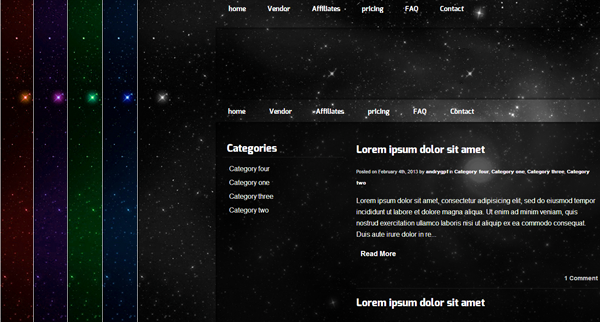 home Vendor Affiliates pricing FAQ Contact
home Vendor Affiliates pricing FAQ Contact
Categories
Category four
Category one
Category three
Category two
Lorem ipsum dolor sit amet
Posted on February 4th, 2013 by andrygpf in Category four, Category one, Category three, Category
two
Lorem ipsum dolor sit amet, consectetur adipisicing elit, sed do eiusmod tempor
incididunt ut labore et dolore magna aliqua. Ut enim ad minim veniam, quis
nostrud exercitation ullamco laboris nisi ut aliquip ex ea commodo consequat.
Duis aute irure dolor in re...
Read More
1 Comment
Lorem ipsum dolor sit amet